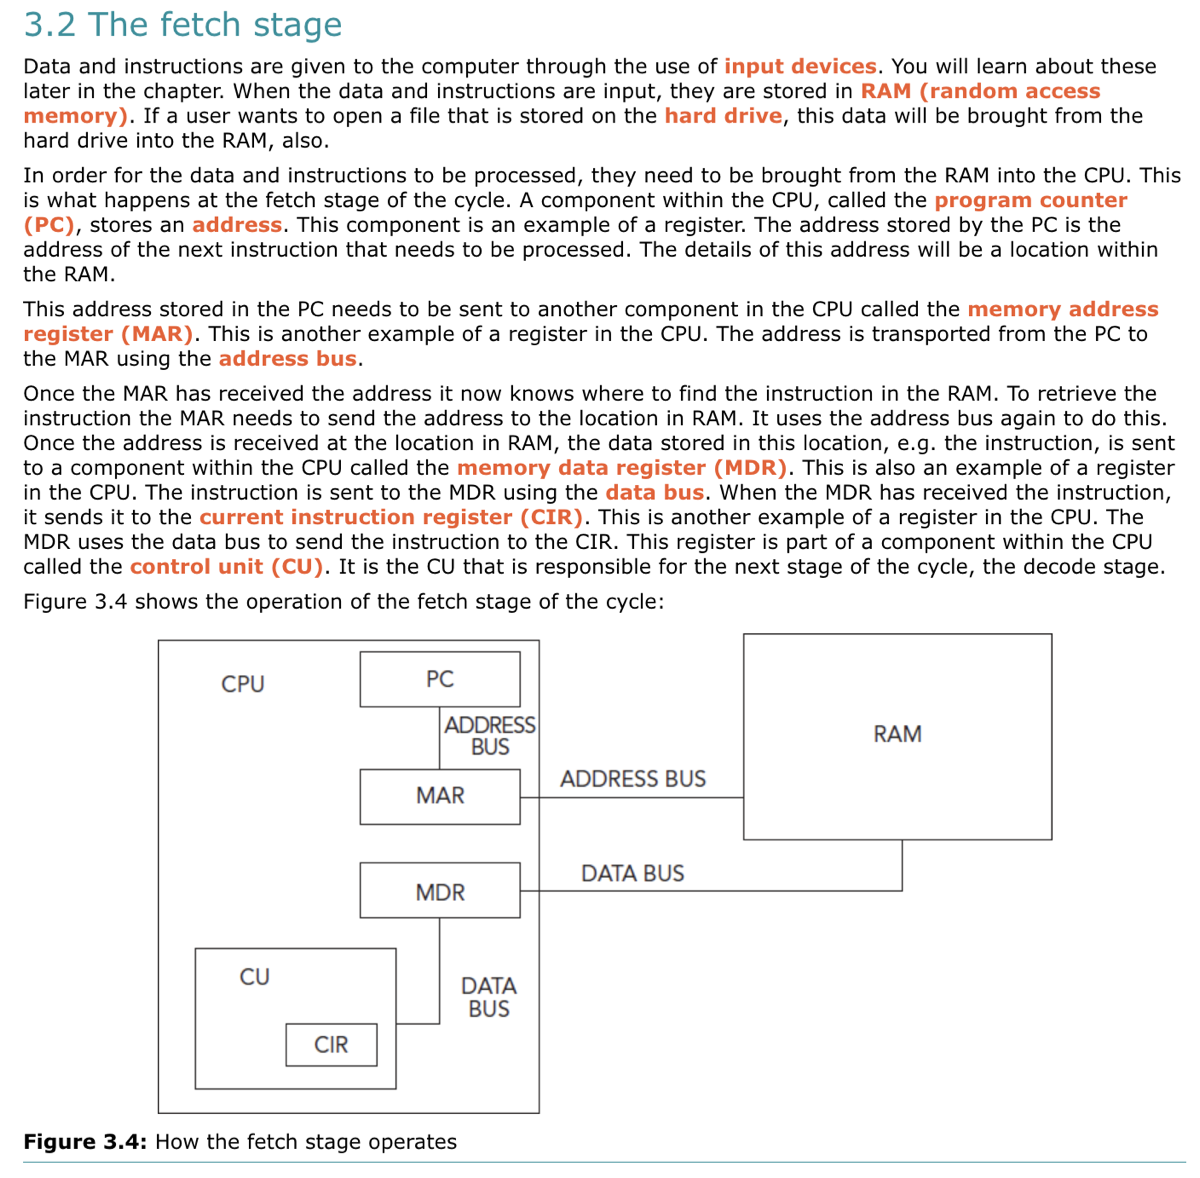 3.2 The fetch stage
Data and instructions are given to the computer through the use of input devices. You will learn about these
later in the chapter. When the data and instructions are input, they are stored in RAM (random access
memory). If a user wants to open a file that is stored on the hard drive, this data will be brought from the
hard drive into the RAM, also.
In order for the data and instructions to be processed, they need to be brought from the RAM into the CPU. This
is what happens at the fetch stage of the cycle. A component within the CPU, called the program counter
(PC), stores an address. This component is an example of a register. The address stored by the PC is the
address of the next instruction that needs to be processed. The details of this address will be a location within
the RAM.
This address stored in the PC needs to be sent to another component in the CPU called the memory address
register (MAR). This is another example of a register in the CPU. The address is transported from the PC to
the MAR using the address bus.
Once the MAR has received the address it now knows where to find the instruction in the RAM. To retrieve the
instruction the MAR needs to send the address to the location in RAM. It uses the address bus again to do this.
Once the address is received at the location in RAM, the data stored in this location, e.g. the instruction, is sent
to a component within the CPU called the memory data register (MDR). This is also an example of a register
in the CPU. The instruction is sent to the MDR using the data bus. When the MDR has received the instruction,
it sends it to the current instruction register (CIR). This is another example of a register in the CPU. The
MDR uses the data bus to send the instruction to the CIR. This register is part of a component within the CPU
called the control unit (CU). It is the CU that is responsible for the next stage of the cycle, the decode stage.
Figure 3.4 shows the operation of the fetch stage of the cycle:
CPU
PC
ADDRESS
BUS
RAM
MAR
ADDRESS BUS
MDR
DATA BUS
CU
DATA
BUS
CIR
Figure 3.4: How the fetch stage operates